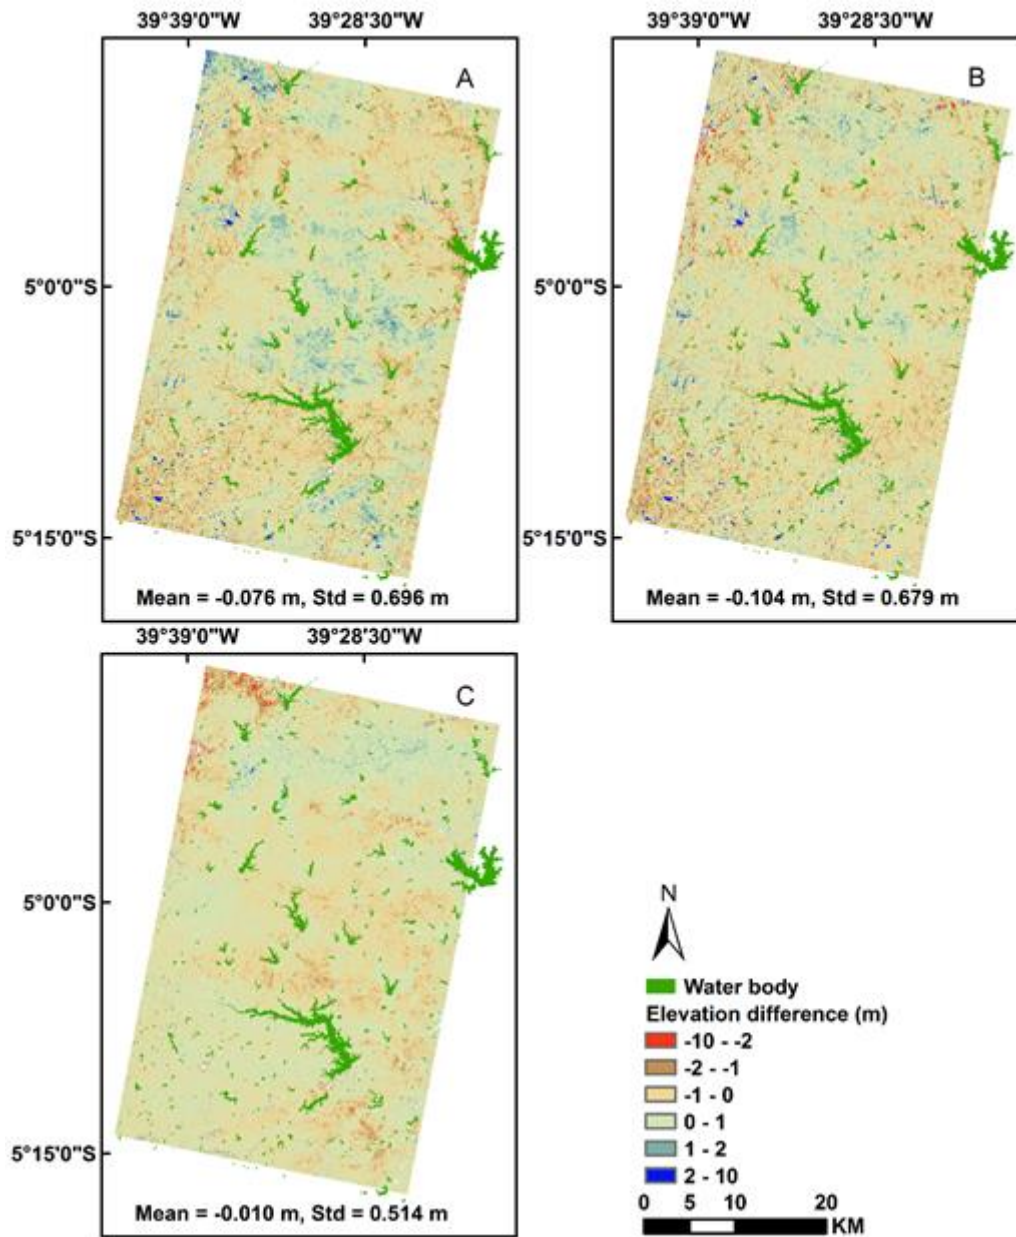 39°39'0"W 39°28'30"W 39°39'0"W 39°28'30"W
A B
5°0'0"S 5°0'0"S
5°15'0"S 5°15'0"S
Mean = -0.076 m, Std = 0.696 m Mean = -0.104 m, Std = 0.679 m
39°39'0"W 39°28'30"W
C
5°0'0"S
5°15'0"S
Mean = -0.010 m, Std = 0.514 m
N
Water body
Elevation difference (m)
-10 - -2
-2 - -1
-1 - 0
0 - 1
1 - 2
2 - 10
0 5 10 20
KM